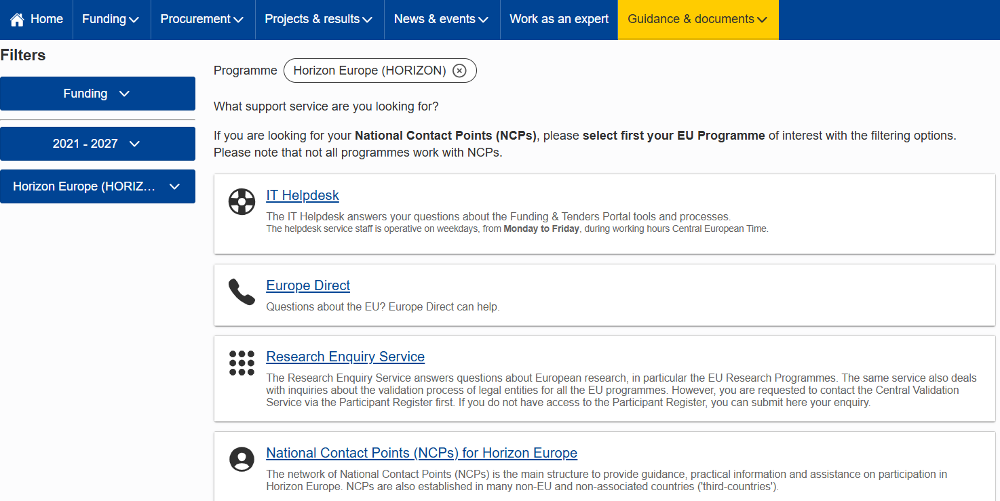 Home Funding Procurement Projects & results News & events Work as an expert Guidance & documents
Filters
Funding
2021 - 2027
Horizon Europe (HORIZ...
Programme Horizon Europe (HORIZON)
What support service are you looking for?
If you are looking for your National Contact Points (NCPs), please select first your EU Programme of interest with the filtering options.
Please note that not all programmes work with NCPs.
IT Helpdesk
The IT Helpdesk answers your questions about the Funding & Tenders Portal tools and processes.
The helpdesk service staff is operative on weekdays, from Monday to Friday, during working hours Central European Time.
Europe Direct
Questions about the EU? Europe Direct can help.
Research Enquiry Service
The Research Enquiry Service answers questions about European research, in particular the EU Research Programmes. The same service also deals
with inquiries about the validation process of legal entities for all the EU programmes. However, you are requested to contact the Central Validation
Service via the Participant Register first. If you do not have access to the Participant Register, you can submit here your enquiry.
National Contact Points (NCPs) for Horizon Europe
The network of National Contact Points (NCPs) is the main structure to provide guidance, practical information and assistance on participation in
Horizon Europe. NCPs are also established in many non-EU and non-associated countries ('third-countries').